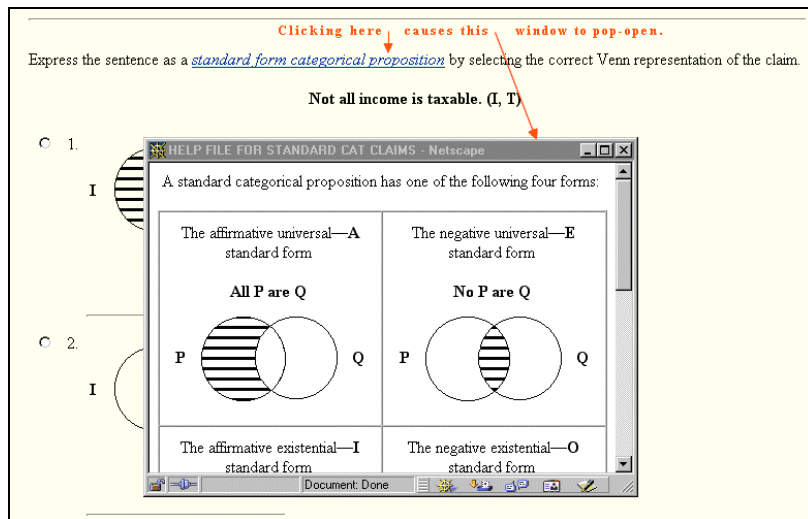 Clicking here causes this window to pop-open.
Express the sentence as a standard form categorical proposition by selecting the correct Venn representation of the claim.
Not all income is taxable. (I, T)
1.
I
HELP FILE FOR STANDARD CAT CLAIMS - Netscape
A standard categorical proposition has one of the following four forms:
The affirmative universal—A
standard form
All P are Q
P Q
The negative universal—E
standard form
No P are Q
P Q
2.
I
The affirmative existential—I
standard form
The negative existential—O
standard form
Document: Done